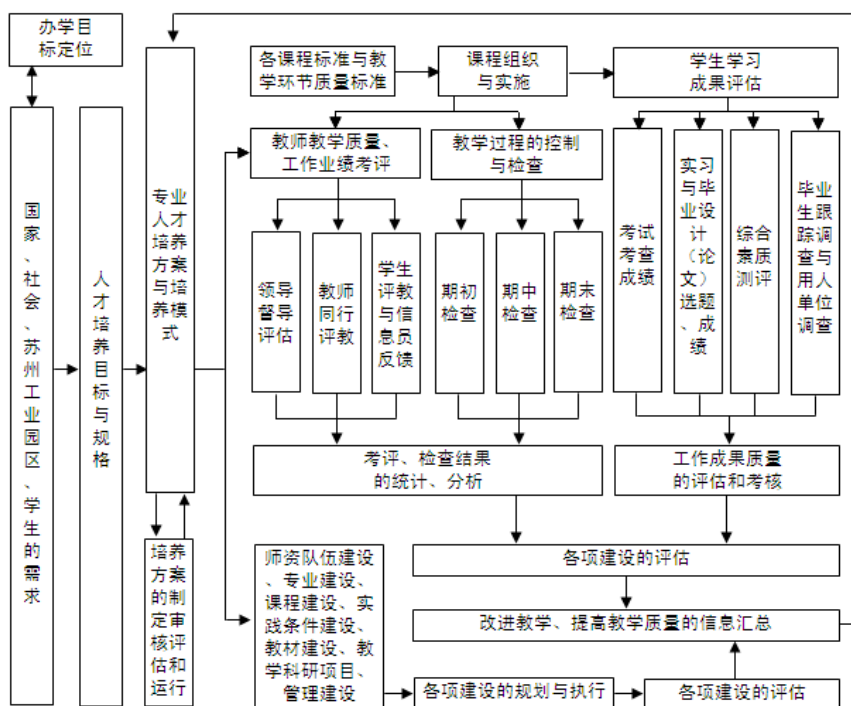 办学目
标定位
国家、社会、苏州工业园区、学生的需求
人才培养目标与规格
专业
人才
培养
方案
与培
养模
式
培养
方案
的制
定审
核评
估和
运行
各课程标准与教
学环节质量标准
课程组织
与实施
学生学习
成果评估
教师教学质量、
工作业绩考评
教学过程的控制
与检查
领导
督导
评估
教师
同行
评教
学生
评教
与信
息员
反馈
期初
检查
期中
检查
期末
检查
考试
考查
成绩
实习
与毕
业设
计
（论
文）
选题
、成
绩
综合
素质
测评
毕业
生跟
踪调
查与
用人
单位
调查
考评、检查结果
的统计、分析
工作成果质量
的评估和考核
师资队伍建设
、专业建设、
课程建设、实
践条件建设、
教材建设、教
学科研项目、
管理建设
各项建设的评估
改进教学、提高教学质量的信息汇总
各项建设的规划与执行
各项建设的评估